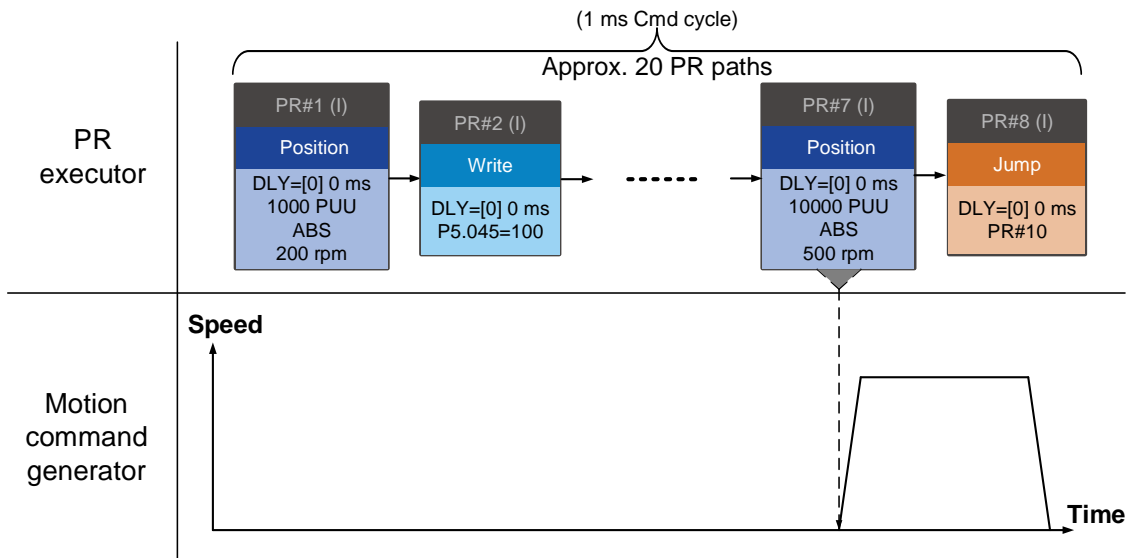 (1 ms Cmd cycle)
Approx. 20 PR paths
PR executor
PR#1 (I)
Position
DLY=[0] 0 ms
1000 PUU
ABS
200 rpm
PR#2 (I)
Write
DLY=[0] 0 ms
P5.045=100
PR#7 (I)
Position
DLY=[0] 0 ms
10000 PUU
ABS
500 rpm
PR#8 (I)
Jump
DLY=[0] 0 ms
PR#10
Motion
command
generator
Speed
Time